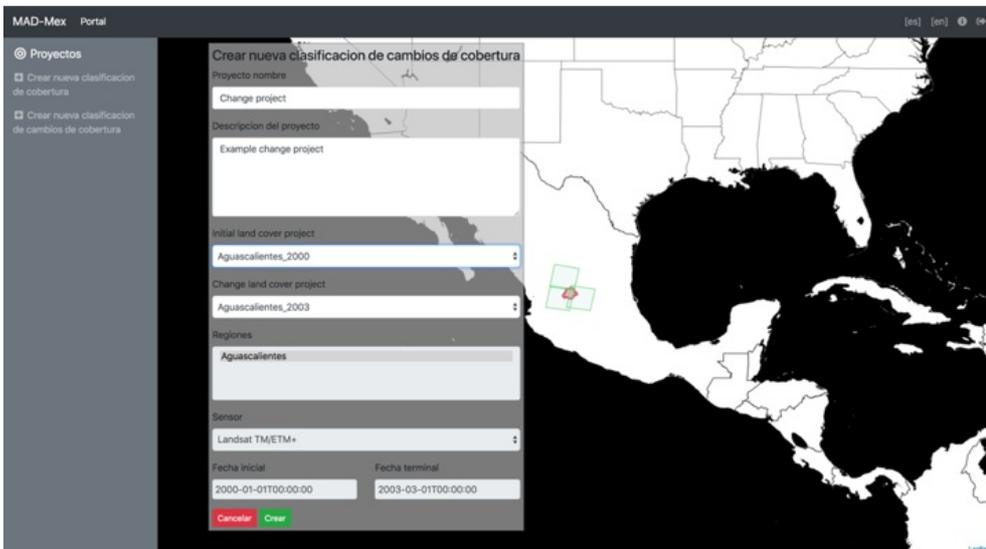 MAD-Mex Portal [es] [en]
Proyectos
Crear nueva clasificacion
de cobertura
Crear nueva clasificacion
de cambios de cobertura
Crear nueva clasificacion de cambios de cobertura
Proyecto nombre
Change project
Descripcion del proyecto
Example change project
Initial land cover project
Aguascalientes_2000
Change land cover project
Aguascalientes_2003
Regiones
Aguascalientes
Sensor
Landsat TM/ETM+
Fecha inicial Fecha terminal
2000-01-01T00:00:00 2003-03-01T00:00:00
Cancelar Crear